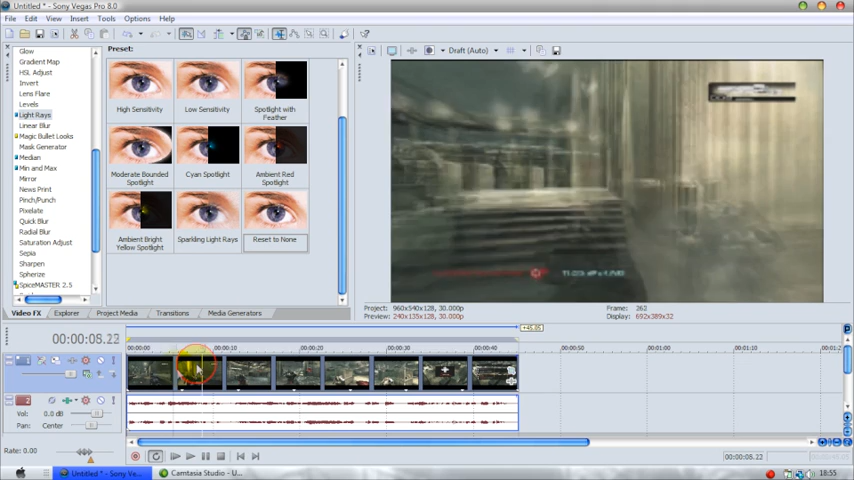 Untitled * - Sony Vegas Pro 8.0
File Edit View Insert Tools Options Help
Glow
Gradient Map
HSL Adjust
Invert
Lens Flare
Levels
Light Rays
Linear Blur
Magic Bullet Looks
Mask Generator
Median
Min and Max
Mirror
News Print
Pinch/Punch
Pixelate
Quick Blur
Radial Blur
Saturation Adjust
Sepia
Sharpen
Spherize
SpiceMASTER 2.5
Preset:
High Sensitivity
Low Sensitivity
Spotlight with
Feather
Moderate Bounded
Spotlight
Cyan Spotlight
Ambient Red
Spotlight
Ambient Bright
Yellow Spotlight
Sparkling Light Rays
Reset to None
Draft (Auto)
Project: 960x540x128, 30.000p
Preview: 240x135x128, 30.000p
Frame: 262
Display: 692x389x32
Video FX Explorer Project Media Transitions Media Generators
00:00:08.22
+45.05
00:00:00 00:00:10 00:00:20 00:00:30 00:00:40 00:00:50 00:01:00 00:01:10 00:01:2
1
2
Vol: 0.0 dB
Pan: Center
Rate: 0.00
00:00:08.22
Untitled * - Sony Ve...
Camtasia Studio - U...
18:55